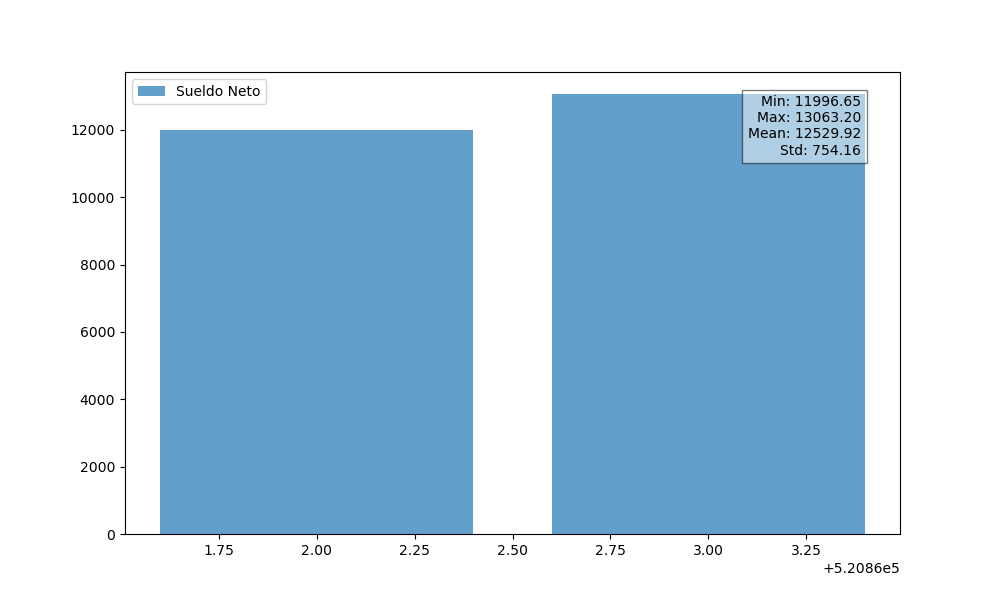 Sueldo Neto
Min: 11996.65
Max: 13063.20
Mean: 12529.92
Std: 754.16
12000
10000
8000
6000
4000
2000
0
1.75 2.00 2.25 2.50 2.75 3.00 3.25
+5.2086e5